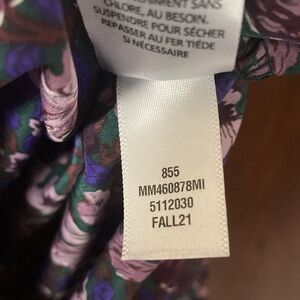 CHLORE, AU BESOIN.
SUSPENDRE POUR SÉCHER
REPASSER AU FER TIÈDE
SI NÉCESSAIRE
855
MM460878MI
5112030
FALL21